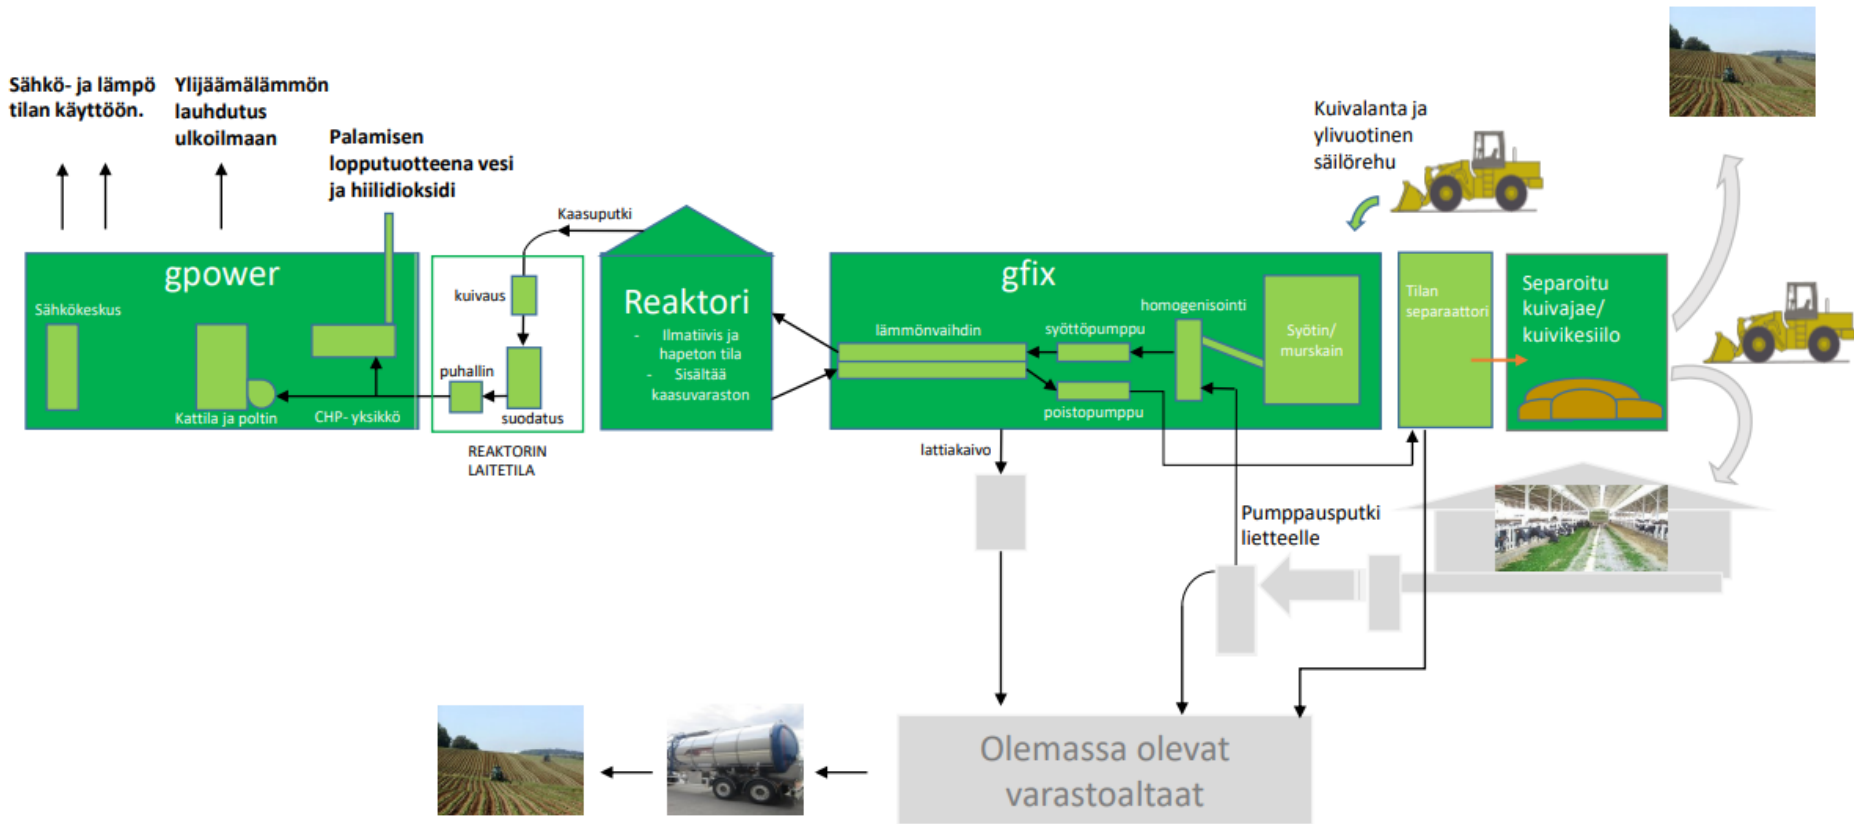 Sähkö- ja lämpö
tilan käyttöön.
Ylijäämälämmön
lauhdutus
ulkoilmaan
Palamisen
lopputuotteena vesi
ja hiilidioksidi
Kuivalanta ja
ylivuotinen
säilörehu
Kaasuputki
gpower
Sähkökeskus
Kattila ja poltin
CHP- yksikkö
kuivaus
puhallin
suodatus
REAKTORIN
LAITETILA
Reaktori
- Ilmatiivis ja
hapeton tila
- Sisältää
kaasuvaraston
gfix
lämmönvaihdin
syöttöpumppu
homogenisointi
poistopumppu
Syötin/
murskain
Tilan
separaattori
Separoitu
kuivajae/
kuivikesiilo
lattiakaivo
Pumppausputki
lietteelle
Olemassa olevat
varastoaltaat